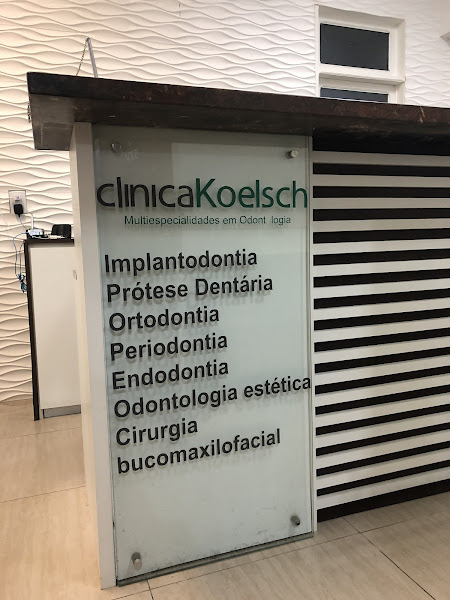 clinicaKoelsch
Multiespecialidades em Odont logia
Implantodontia
Prótese Dentária
Ortodontia
Periodontia
Endodontia
Odontologia estética
Cirurgia
bucomaxilofacial